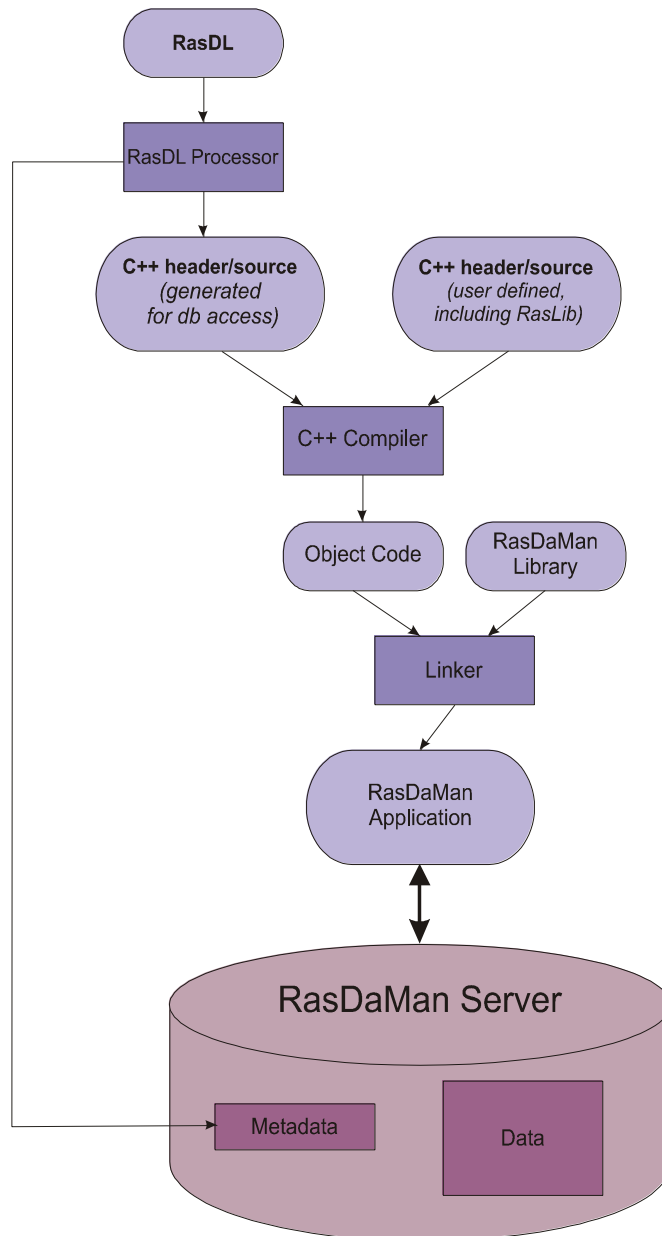 RasDL
RasDL Processor
C++ header/source
(generated
for db access)
C++ header/source
(user defined,
including RasLib)
C++ Compiler
Object Code
RasDaMan
Library
Linker
RasDaMan
Application
RasDaMan Server
Metadata
Data